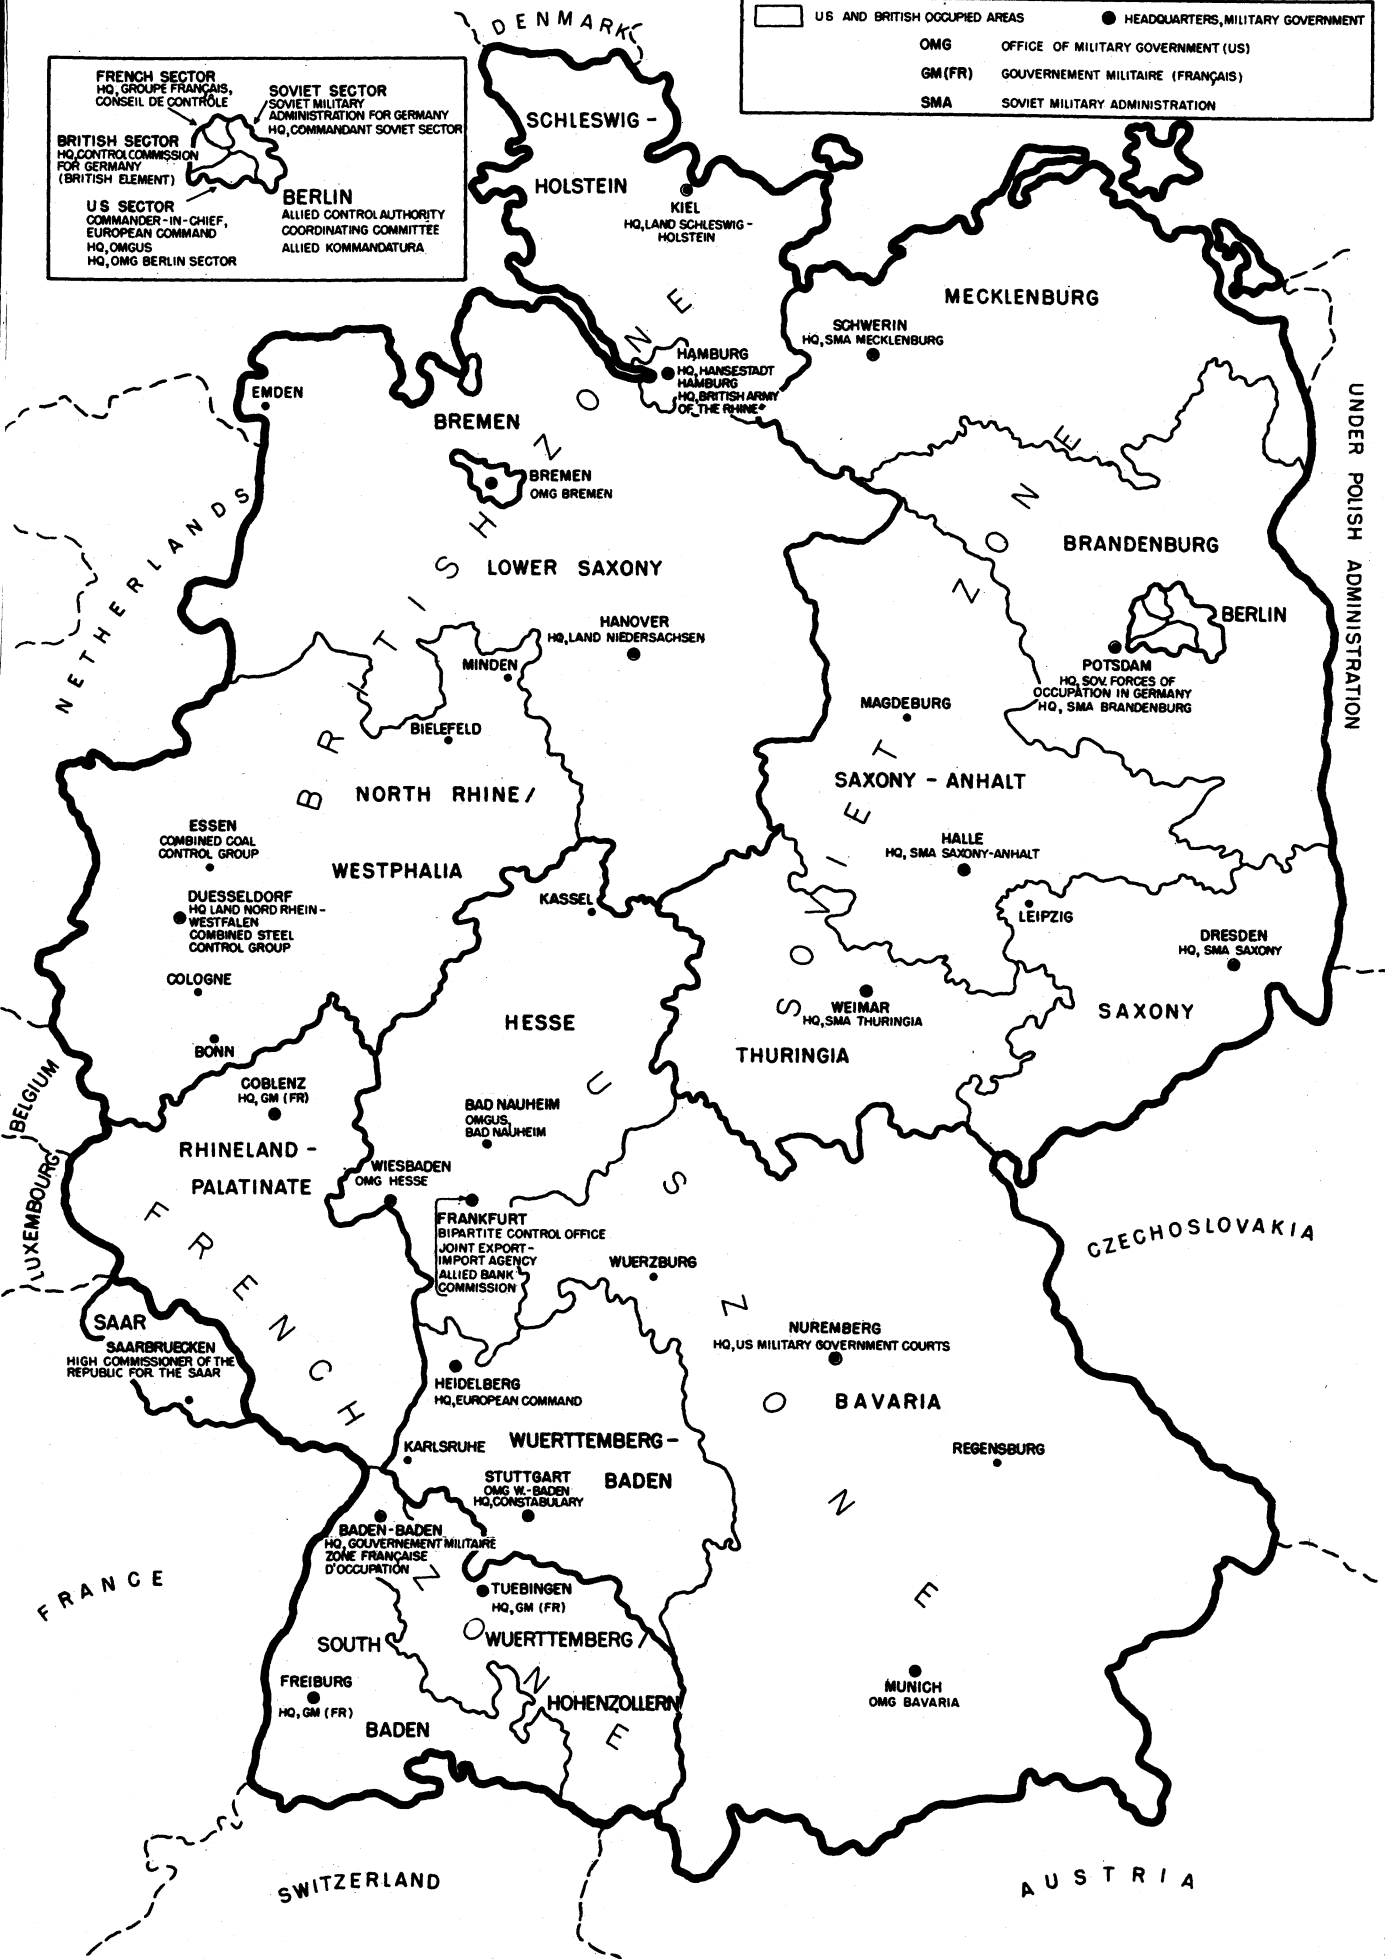 DENMARK
US AND BRITISH OCCUPIED AREAS
HEADQUARTERS, MILITARY GOVERNMENT
OMG OFFICE OF MILITARY GOVERNMENT (US)
GM (FR) GOUVERNEMENT MILITAIRE (FRANÇAIS)
SMA SOVIET MILITARY ADMINISTRATION
FRENCH SECTOR
HQ, GROUPE FRANÇAIS,
CONSEIL DE CONTRÔLE
SOVIET SECTOR
SOVIET MILITARY
ADMINISTRATION FOR GERMANY
HQ, COMMANDANT SOVIET SECTOR
BRITISH SECTOR
HQ, CONTROL COMMISSION
FOR GERMANY
(BRITISH ELEMENT)
US SECTOR
COMMANDER-IN-CHIEF,
EUROPEAN COMMAND
HQ, OMGUS
HQ, OMG BERLIN SECTOR
BERLIN
ALLIED CONTROL AUTHORITY
COORDINATING COMMITTEE
ALLIED KOMMANDATURA
SCHLESWIG -
HOLSTEIN
KIEL
HQ, LAND SCHLESWIG -
HOLSTEIN
MECKLENBURG
SCHWERIN
HQ, SMA MECKLENBURG
HAMBURG
HQ, HANSESTADT
HAMBURG
HQ, BRITISH ARMY
OF THE RHINE
EMDEN
BREMEN
BREMEN
OMG BREMEN
BRITISH ZONE
NETHERLANDS
LOWER SAXONY
HANOVER
HQ, LAND NIEDERSACHSEN
MINDEN
BIELEFELD
BRANDENBURG
BERLIN
POTSDAM
HQ, SOV. FORCES OF
OCCUPATION IN GERMANY
HQ, SMA BRANDENBURG
UNDER POLISH ADMINISTRATION
SOVIET ZONE
MAGDEBURG
SAXONY - ANHALT
HALLE
HQ, SMA SAXONY-ANHALT
NORTH RHINE /
WESTPHALIA
ESSEN
COMBINED COAL
CONTROL GROUP
DUESSELDORF
HQ LAND NORD RHEIN -
WESTFALEN
COMBINED STEEL
CONTROL GROUP
COLOGNE
BONN
KASSEL
LEIPZIG
DRESDEN
HQ, SMA SAXONY
SAXONY
WEIMAR
HQ, SMA THURINGIA
THURINGIA
HESSE
BELGIUM
LUXEMBOURG
COBLENZ
HQ, GM (FR)
RHINELAND -
PALATINATE
BAD NAUHEIM
OMGUS,
BAD NAUHEIM
WIESBADEN
OMG HESSE
FRANKFURT
BIPARTITE CONTROL OFFICE
JOINT EXPORT-
IMPORT AGENCY
ALLIED BANK
COMMISSION
US ZONE
WUERZBURG
CZECHOSLOVAKIA
FRENCH ZONE
SAAR
SAARBRUECKEN
HIGH COMMISSIONER OF THE
REPUBLIC FOR THE SAAR
NUREMBERG
HQ, US MILITARY GOVERNMENT COURTS
BAVARIA
REGENSBURG
HEIDELBERG
HQ, EUROPEAN COMMAND
KARLSRUHE
WUERTTEMBERG -
BADEN
STUTTGART
OMG W.-BADEN
HQ, CONSTABULARY
BADEN-BADEN
HQ, GOUVERNEMENT MILITAIRE
ZONE FRANÇAISE
D'OCCUPATION
TUEBINGEN
HQ, GM (FR)
FRANCE
SOUTH
BADEN
WUERTTEMBERG /
HOHENZOLLERN
FREIBURG
HQ, GM (FR)
MUNICH
OMG BAVARIA
SWITZERLAND
AUSTRIA